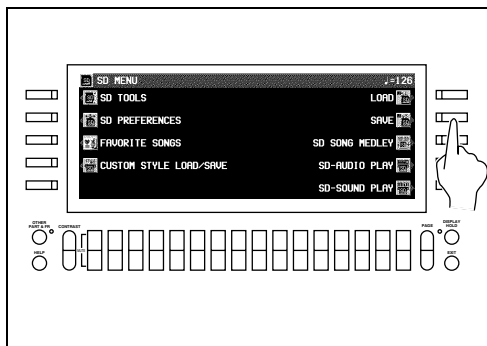 SD MENU ♩=126
SD TOOLS LOAD
SD PREFERENCES SAVE
FAVORITE SONGS SD SONG MEDLEY
CUSTOM STYLE LOAD/SAVE SD-AUDIO PLAY
SD-SOUND PLAY
OTHER PART & FR
CONTRAST
MUTE
PAGE
DISPLAY HOLD
HELP
EXIT